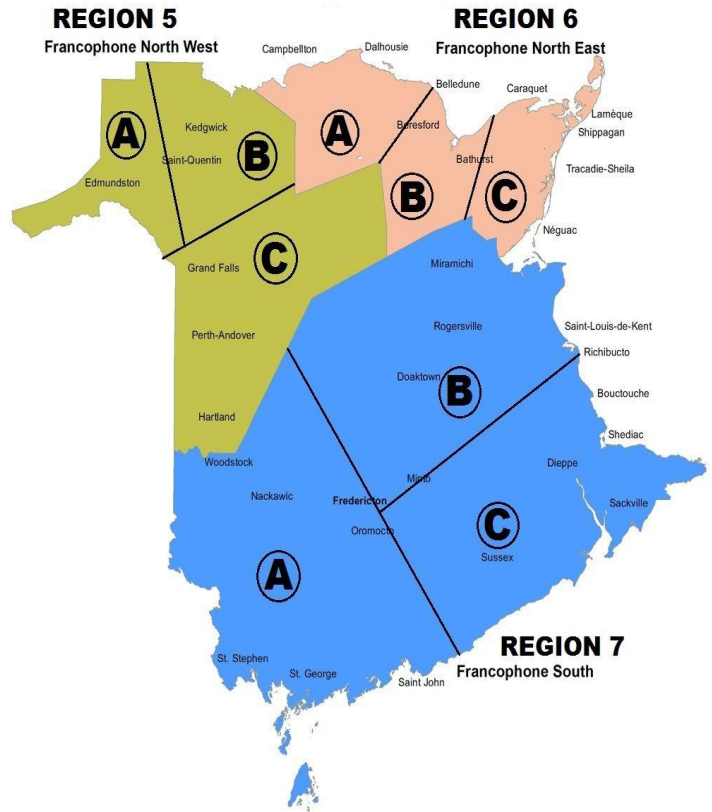 REGION 5
Francophone North West
REGION 6
Francophone North East
Campbellton
Dalhousie
Belledune
Caraquet
Lamèque
Shippagan
A
Kedgwick
A
Beresford
Saint-Quentin
B
Bathurst
Tracadie-Sheila
Edmundston
B
C
Néguac
Grand Falls
C
Miramichi
Perth-Andover
Rogersville
Saint-Louis-de-Kent
Richibucto
Doaktown
B
Bouctouche
Hartland
Shediac
Woodstock
Dieppe
Minto
Nackawic
Fredericton
Sackville
Oromocto
C
Sussex
A
REGION 7
Francophone South
St. Stephen
St. George
Saint John